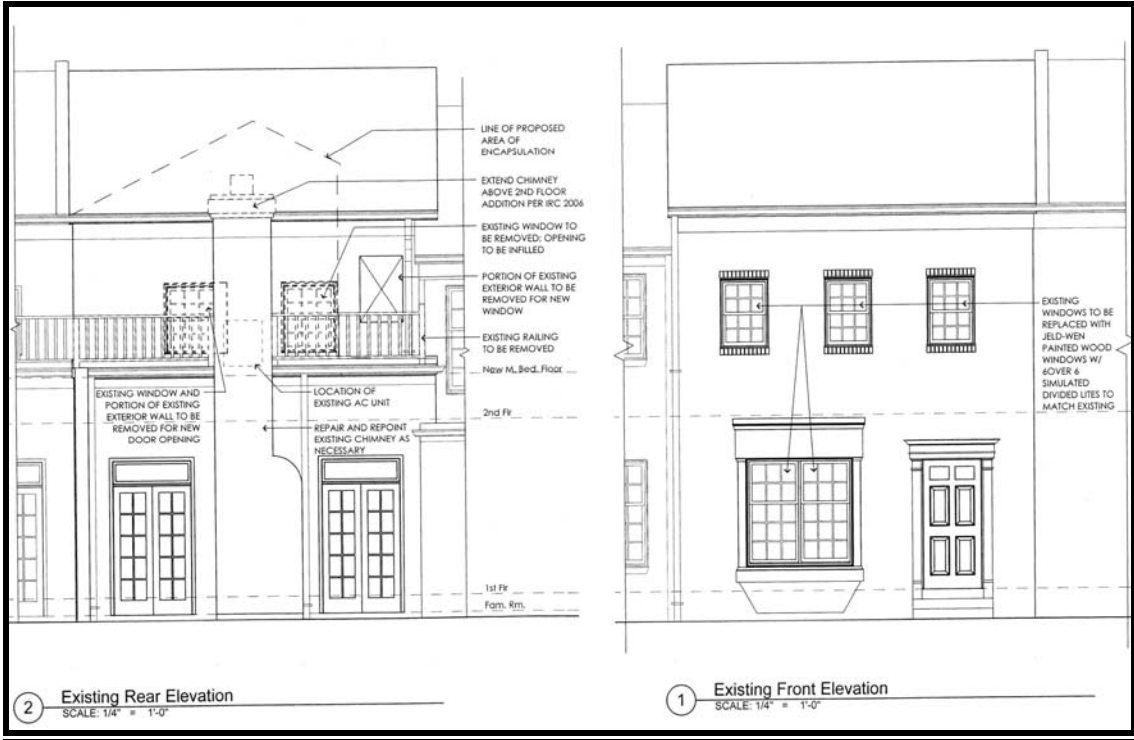 LINE OF PROPOSED
AREA OF
ENCAPSULATION
EXTEND CHIMNEY
ABOVE 2ND FLOOR
ADDITION PER IRC 2006
EXISTING WINDOW TO
BE REMOVED; OPENING
TO BE INFILLED
PORTION OF EXISTING
EXTERIOR WALL TO BE
REMOVED FOR NEW
WINDOW
EXISTING RAILING
TO BE REMOVED
New M. Bed. Floor
2nd Flr
EXISTING WINDOW AND
PORTION OF EXISTING
EXTERIOR WALL TO BE
REMOVED FOR NEW
DOOR OPENING
LOCATION OF
EXISTING AC UNIT
REPAIR AND REPOINT
EXISTING CHIMNEY AS
NECESSARY
1st Flr
Fam. Rm.
2
Existing Rear Elevation
SCALE: 1/4" = 1'-0"
EXISTING
WINDOWS TO BE
REPLACED WITH
JELD-WEN
PAINTED WOOD
WINDOWS W/
6OVER 6
SIMULATED
DIVIDED LITES TO
MATCH EXISTING
1
Existing Front Elevation
SCALE: 1/4" = 1'-0"